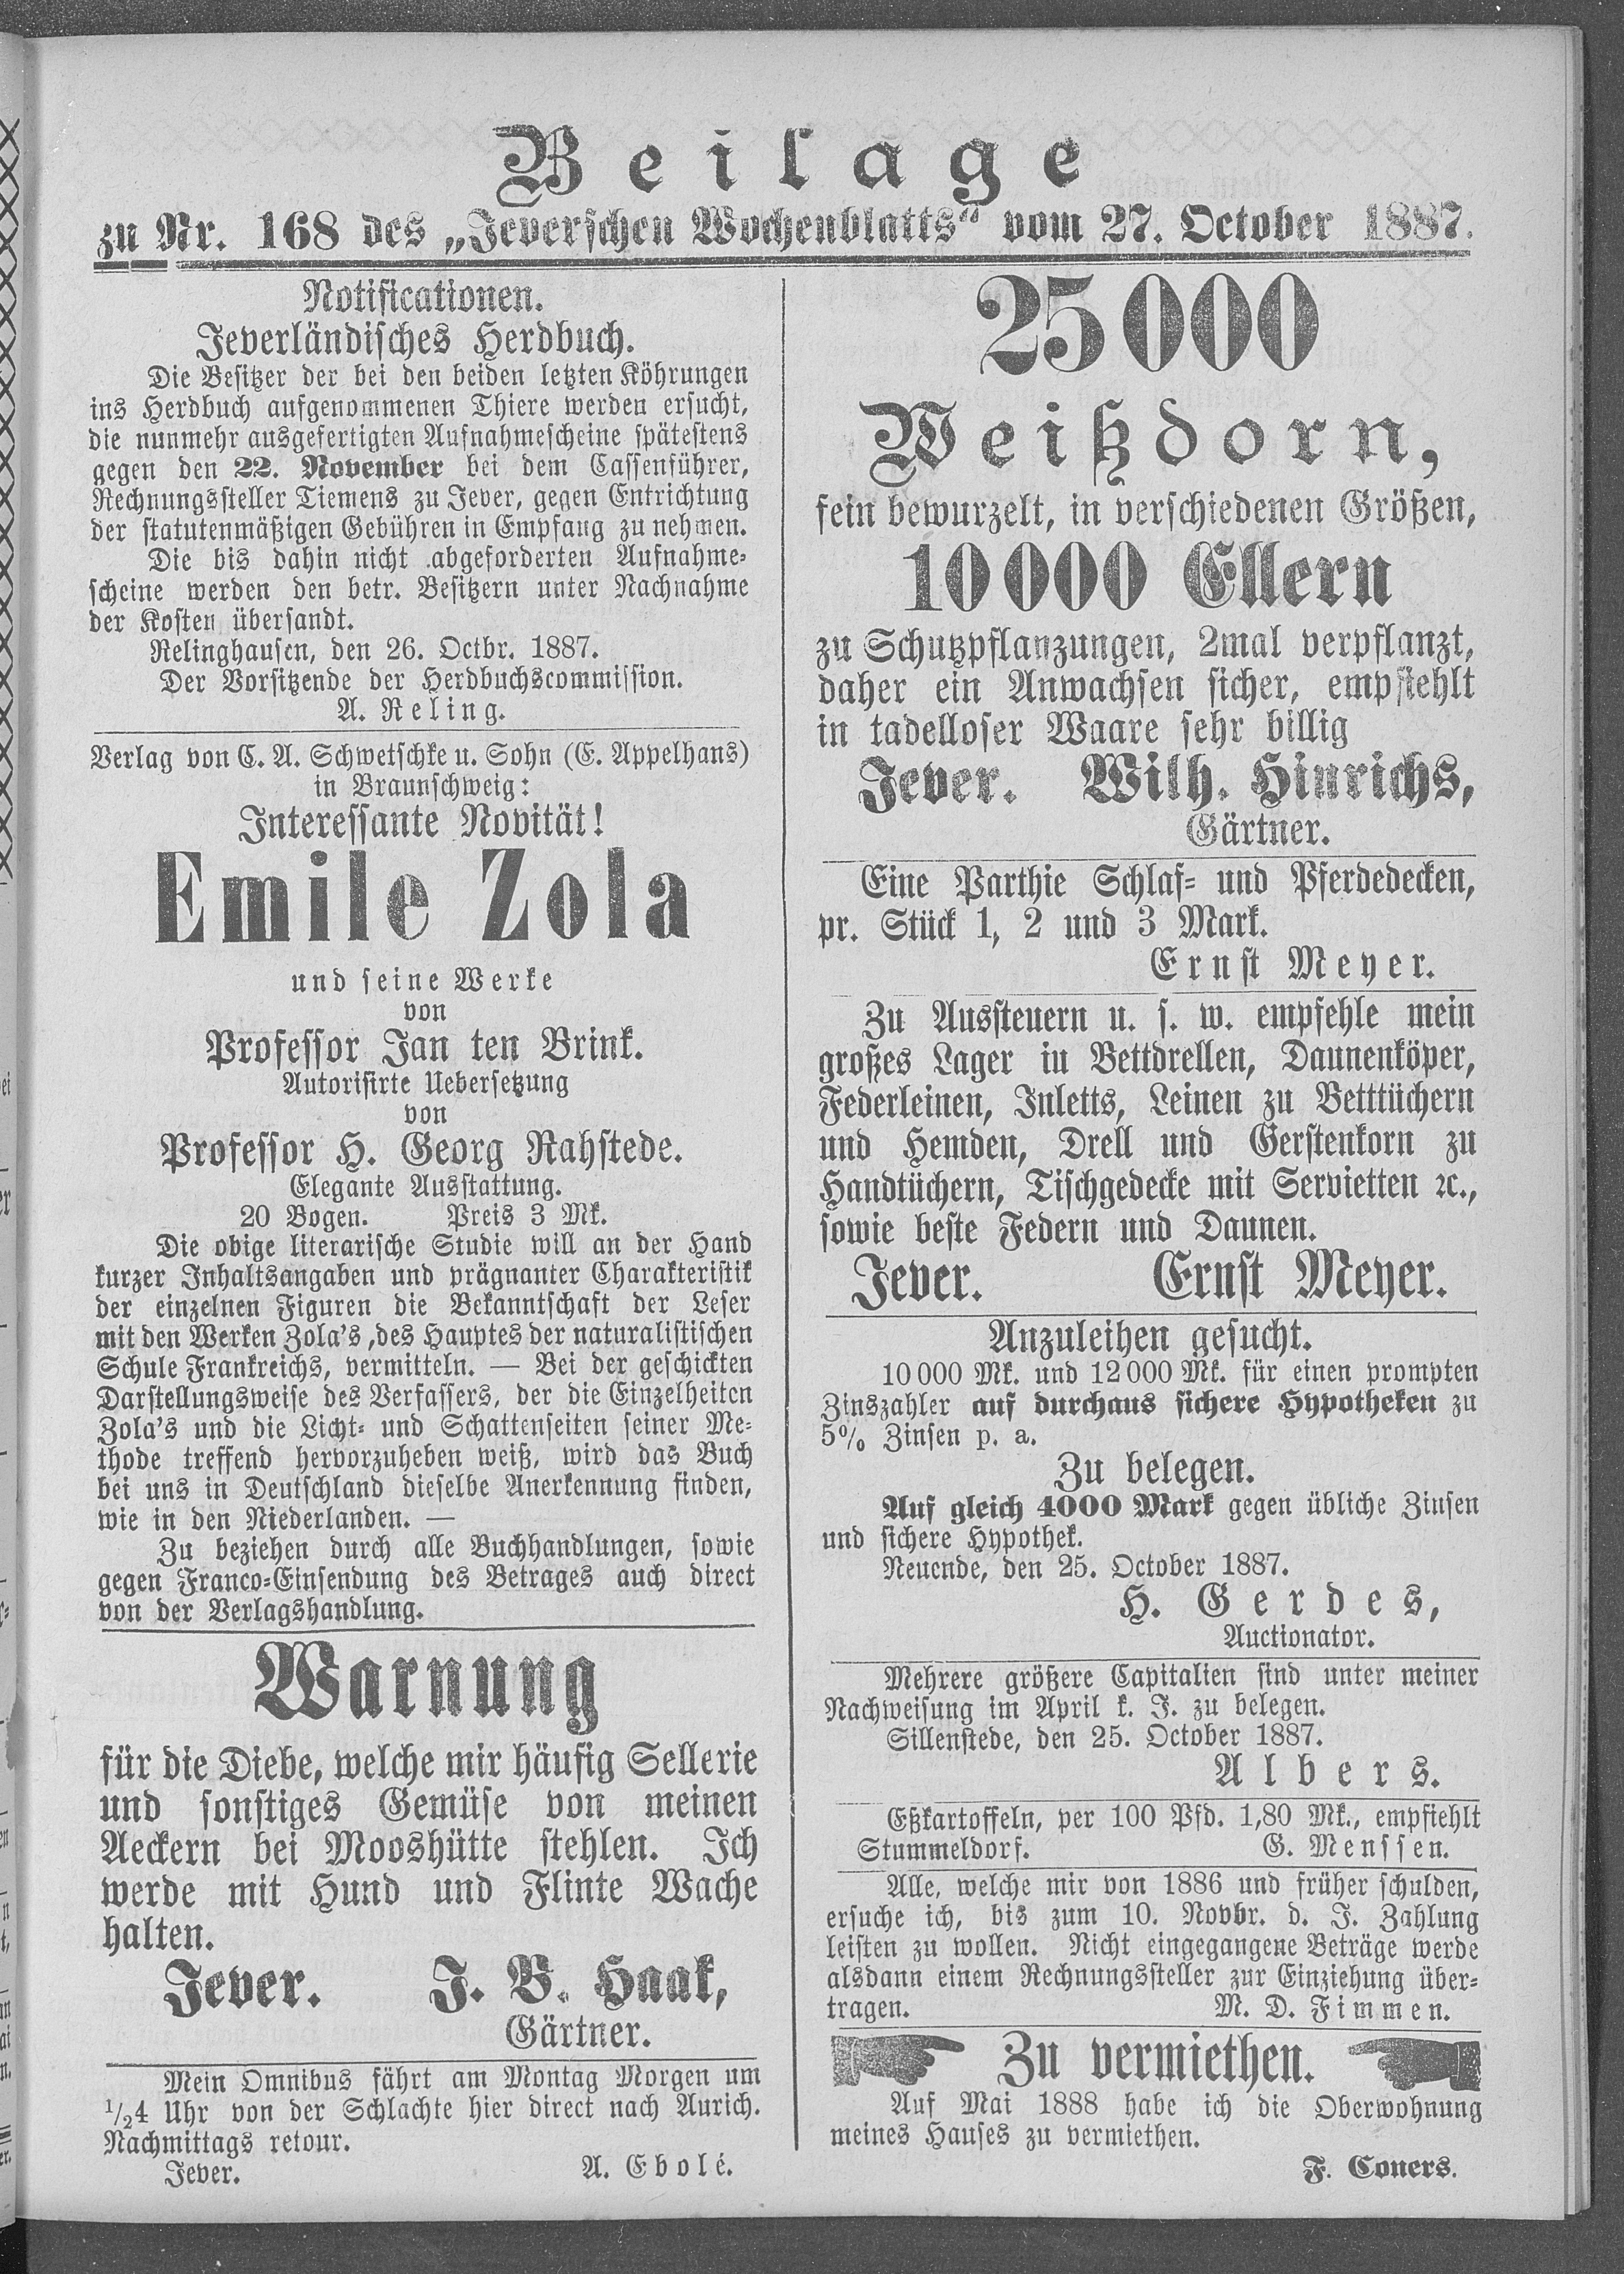 Beilage
zu Nr. 168 des „Jeverschen Wochenblatts“ vom 27. October 1887.
Notificationen.
Jeverländisches Herdbuch.
Die Besitzer der bei den beiden letzten Köhrungen
ins Herdbuch aufgenommenen Thiere werden ersucht,
die nunmehr ausgefertigten Aufnahmescheine spätestens
gegen den 22. November bei dem Cassenführer,
Rechnungssteller Tiemens zu Jever, gegen Entrichtung
der statutenmäßigen Gebühren in Empfang zu nehmen.
Die bis dahin nicht abgeforderten Aufnahme-
scheine werden den betr. Besitzern unter Nachnahme
der Kosten übersandt.
Relinghausen, den 26. Octbr. 1887.
Der Vorsitzende der Herdbuchscommission.
A. Reling.
Verlag von C. A. Schwetschke u. Sohn (E. Appelhans)
in Braunschweig:
Interessante Novität!
Emile Zola
und seine Werke
von
Professor Jan ten Brink.
Autorisirte Uebersetzung
von
Professor H. Georg Rahstede.
Elegante Ausstattung.
20 Bogen. Preis 3 Mk.
Die obige literarische Studie will an der Hand
kurzer Inhaltsangaben und prägnanter Charakteristik
der einzelnen Figuren die Bekanntschaft der Leser
mit den Werken Zola's, des Hauptes der naturalistischen
Schule Frankreichs, vermitteln. — Bei der geschickten
Darstellungsweise des Verfassers, der die Einzelheiten
Zola's und die Licht- und Schattenseiten seiner Me-
thode treffend hervorzuheben weiß, wird das Buch
bei uns in Deutschland dieselbe Anerkennung finden,
wie in den Niederlanden. —
Zu beziehen durch alle Buchhandlungen, sowie
gegen Franco-Einsendung des Betrages auch direct
von der Verlagshandlung.
Warnung
für die Diebe, welche mir häufig Sellerie
und sonstiges Gemüse von meinen
Aeckern bei Mooshütte stehlen. Ich
werde mit Hund und Flinte Wache
halten.
Jever. J. B. Haak,
Gärtner.
Mein Omnibus fährt am Montag Morgen um
1/24 Uhr von der Schlachte hier direct nach Aurich.
Nachmittags retour.
Jever. A. Ebolé.
25000
Weißdorn,
fein bewurzelt, in verschiedenen Größen,
10000 Ellern
zu Schutzpflanzungen, 2mal verpflanzt,
daher ein Anwachsen sicher, empfiehlt
in tadelloser Waare sehr billig
Jever. Wilh. Hinrichs,
Gärtner.
Eine Parthie Schlaf- und Pferdedecken,
pr. Stück 1, 2 und 3 Mark.
Ernst Meyer.
Zu Aussteuern u. s. w. empfehle mein
großes Lager in Bettdrellen, Daunenköper,
Federleinen, Inletts, Leinen zu Betttüchern
und Hemden, Drell und Gerstenkorn zu
Handtüchern, Tischgedecke mit Servietten ꝛc.,
sowie beste Federn und Daunen.
Jever. Ernst Meyer.
Anzuleihen gesucht.
10000 Mk. und 12000 Mk. für einen prompten
Zinszahler auf durchaus sichere Hypotheken zu
5% Zinsen p. a.
Zu belegen.
Auf gleich 4000 Mark gegen übliche Zinsen
und sichere Hypothek.
Neuende, den 25. October 1887.
H. Gerdes,
Auctionator.
Mehrere größere Capitalien sind unter meiner
Nachweisung im April k. J. zu belegen.
Sillenstede, den 25. October 1887.
Albers.
Eßkartoffeln, per 100 Pfd. 1,80 Mk., empfiehlt
Stummeldorf. G. Menssen.
Alle, welche mir von 1886 und früher schulden,
ersuche ich, bis zum 10. Novbr. d. J. Zahlung
leisten zu wollen. Nicht eingegangene Beträge werde
alsdann einem Rechnungssteller zur Einziehung über-
tragen. M. D. Fimmen.
Zu vermiethen.
Auf Mai 1888 habe ich die Oberwohnung
meines Hauses zu vermiethen.
F. Coners.